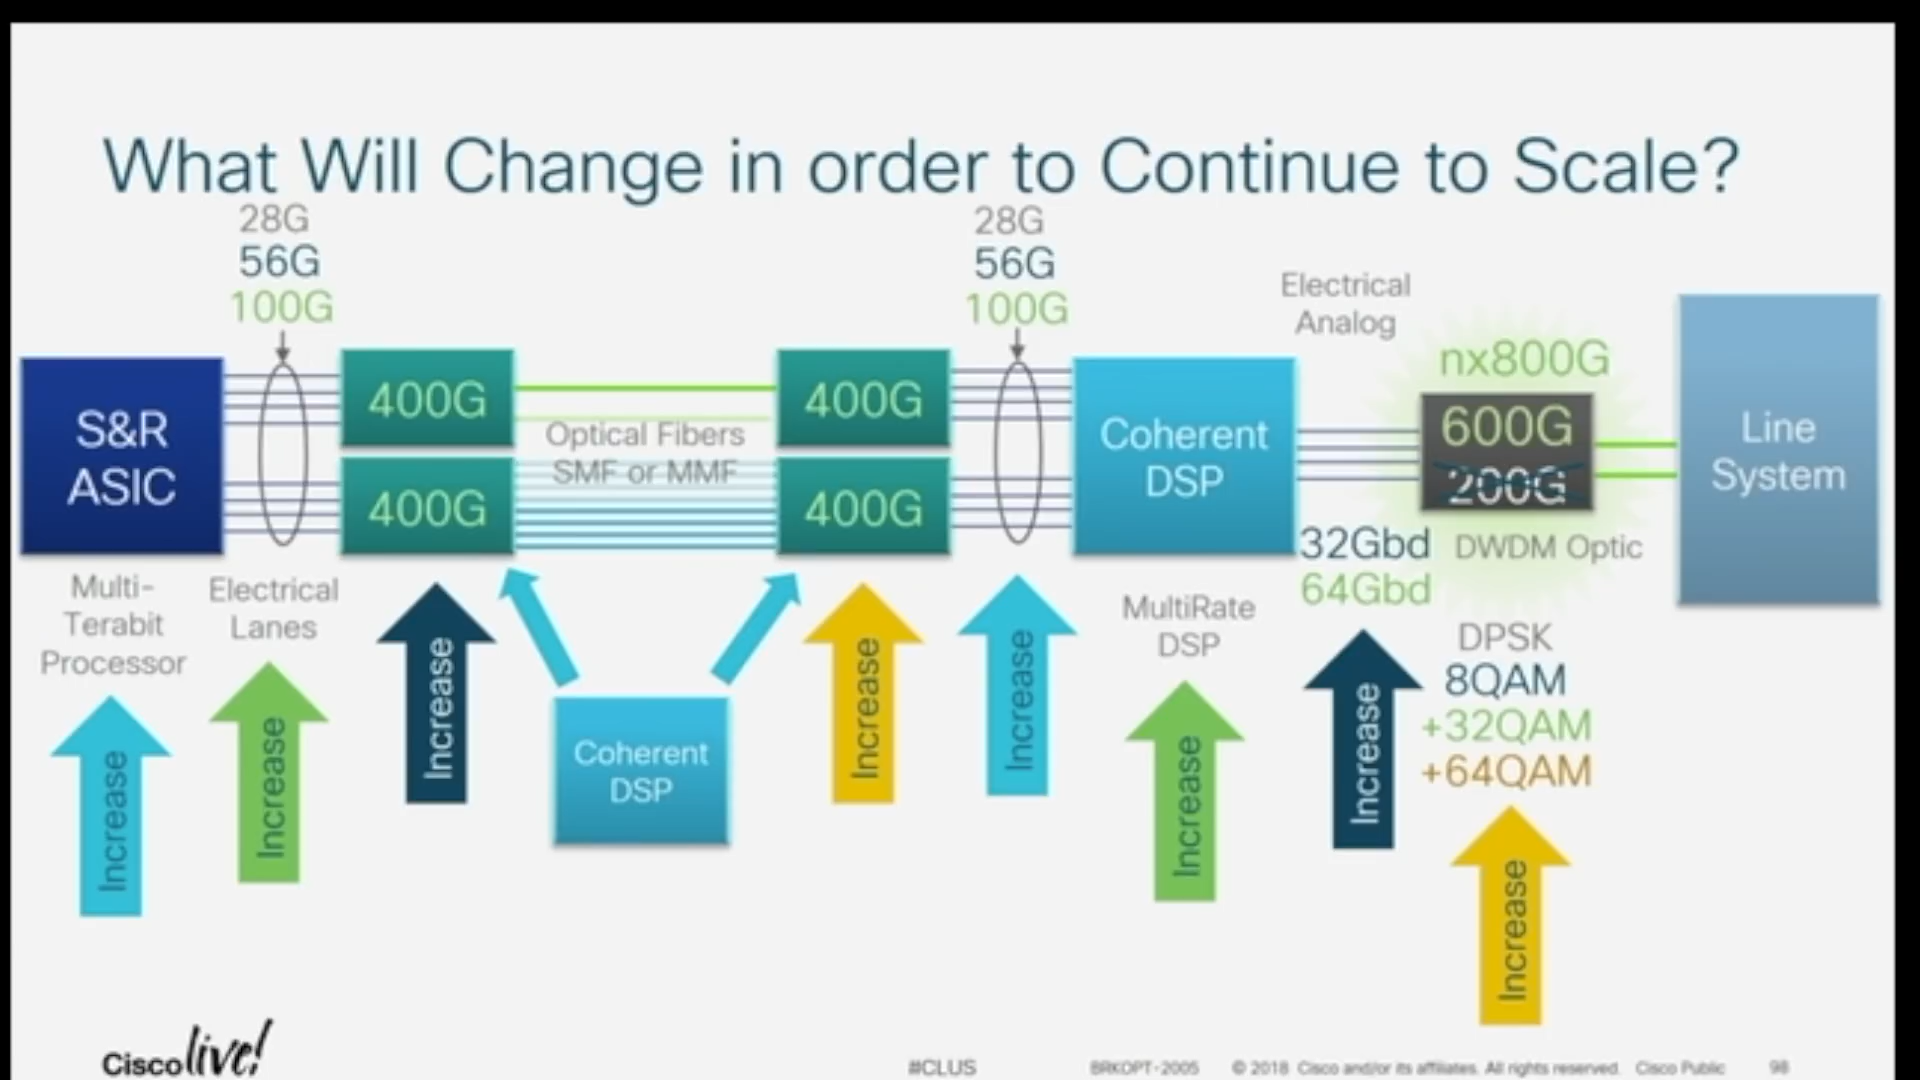 What Will Change in order to Continue to Scale?
28G
56G
100G
28G
56G
100G
Electrical
Analog
nx800G
S&R
ASIC
400G
400G
Optical Fibers
SMF or MMF
400G
400G
Coherent
DSP
600G
200G
Line
System
32Gbd
64Gbd
DWDM Optic
Multi-
Terabit
Processor
Electrical
Lanes
MultiRate
DSP
DPSK
8QAM
+32QAM
+64QAM
Coherent
DSP
Increase
Increase
Increase
Increase
Increase
Increase
Increase
Increase
Cisco live!
#CLUS
BRKOPT-2005
© 2018 Cisco and/or its affiliates. All rights reserved. Cisco Public
98